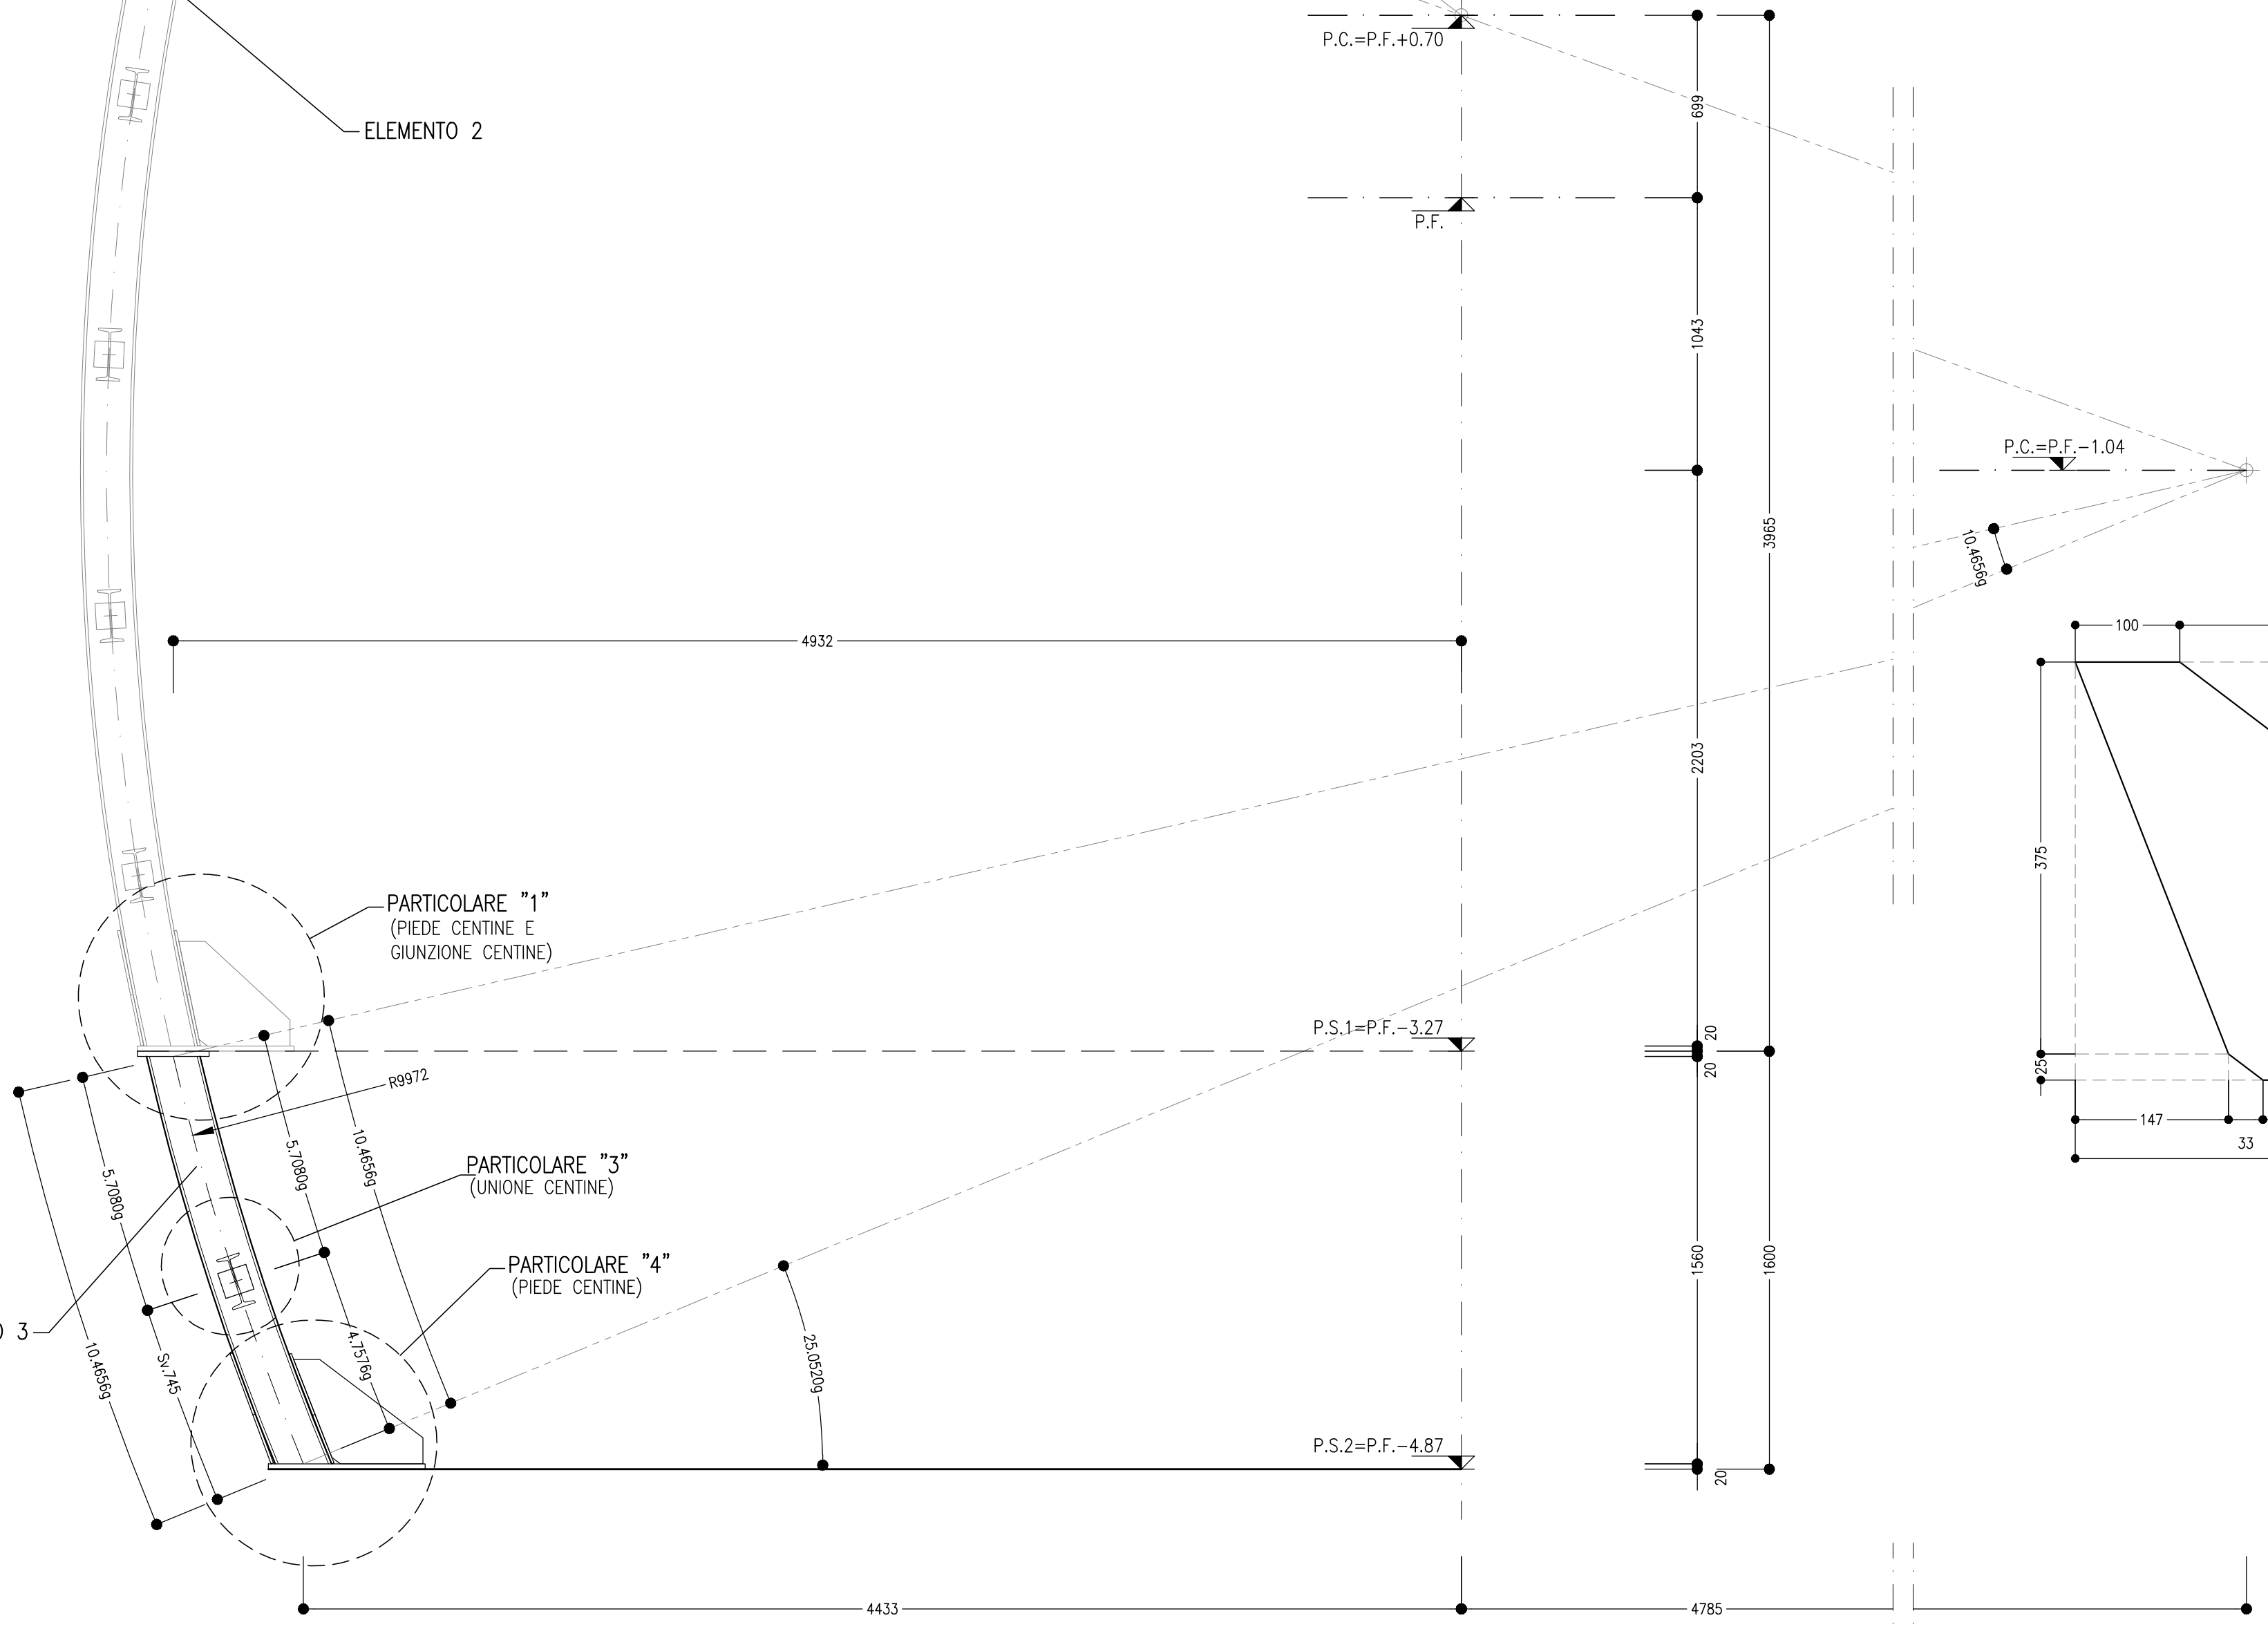 P.C.=P.F.+0.70
ELEMENTO 2
699
P.F.
1043
P.C.=P.F.-1.04
3965
10.4656g
100
4932
2203
375
PARTICOLARE "1"
(PIEDE CENTINE E
GIUNZIONE CENTINE)
P.S.1=P.F.-3.27
20
20
25
R9972
147
33
5.7080g
10.4656g
5.7080g
PARTICOLARE "3"
(UNIONE CENTINE)
PARTICOLARE "4"
(PIEDE CENTINE)
1560
1600
3
10.4656g
Sv.745
4.7576g
25.0520g
P.S.2=P.F.-4.87
20
4433
4785